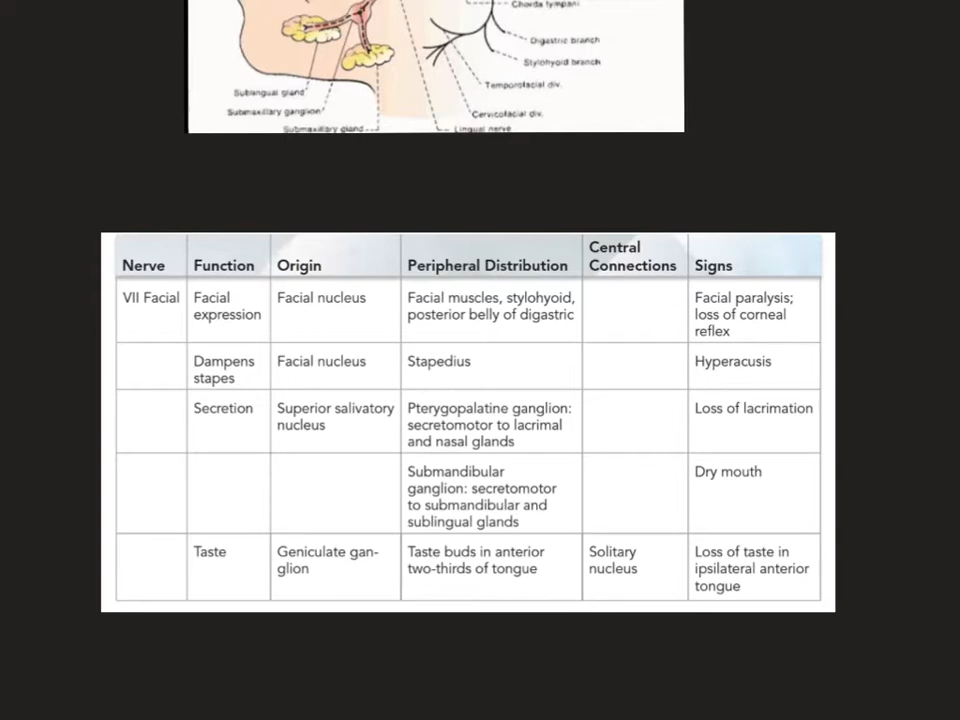 Chorda tympani
Digastric branch
Stylohyoid branch
Temporofacial div.
Sublingual gland
Submaxillary ganglion
Cervicofacial div.
Submaxillary gland
Lingual nerve
Nerve Function Origin Peripheral Distribution Central Connections Signs
VII Facial Facial expression Facial nucleus Facial muscles, stylohyoid, posterior belly of digastric Facial paralysis; loss of corneal reflex
Dampens stapes Facial nucleus Stapedius Hyperacusis
Secretion Superior salivatory nucleus Pterygopalatine ganglion: secretomotor to lacrimal and nasal glands Loss of lacrimation
Submandibular ganglion: secretomotor to submandibular and sublingual glands Dry mouth
Taste Geniculate gan-glion Taste buds in anterior two-thirds of tongue Solitary nucleus Loss of taste in ipsilateral anterior tongue